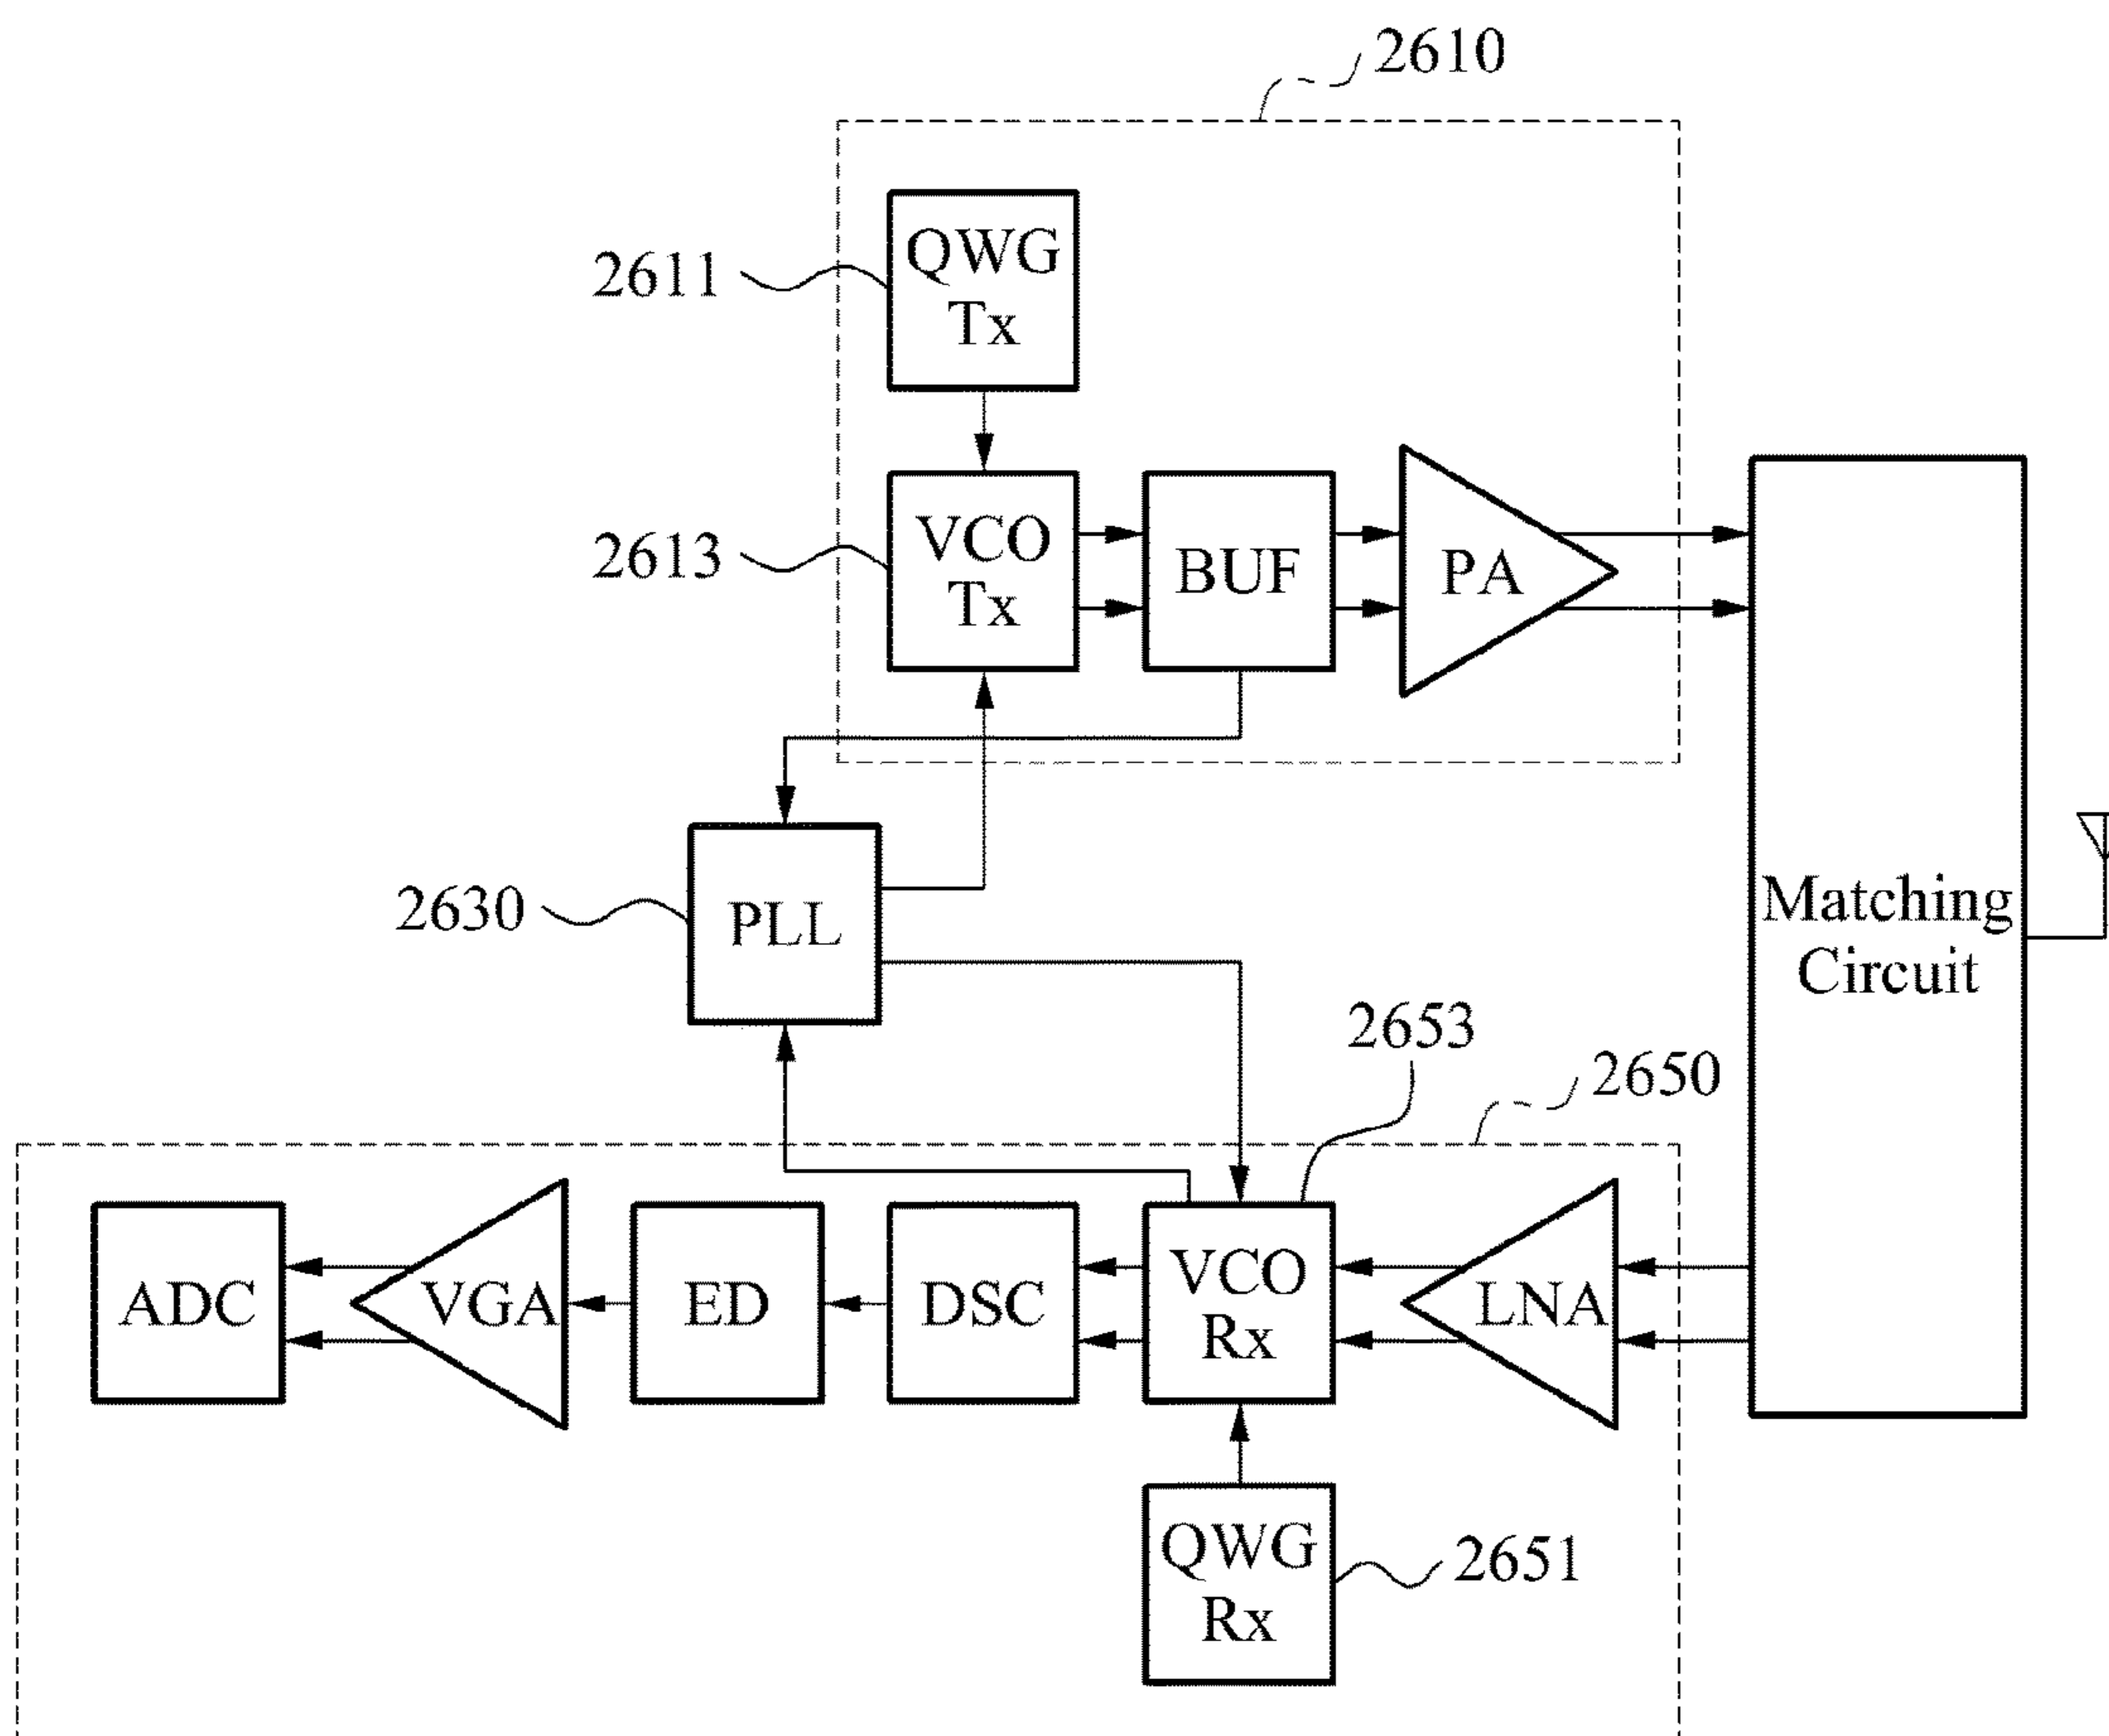 2610
QWG
Tx
2611
VCO
Tx
2613
BUF
PA
PLL
2630
Matching
Circuit
2653
2650
ADC
VGA
ED
DSC
VCO
Rx
LNA
QWG
Rx
2651